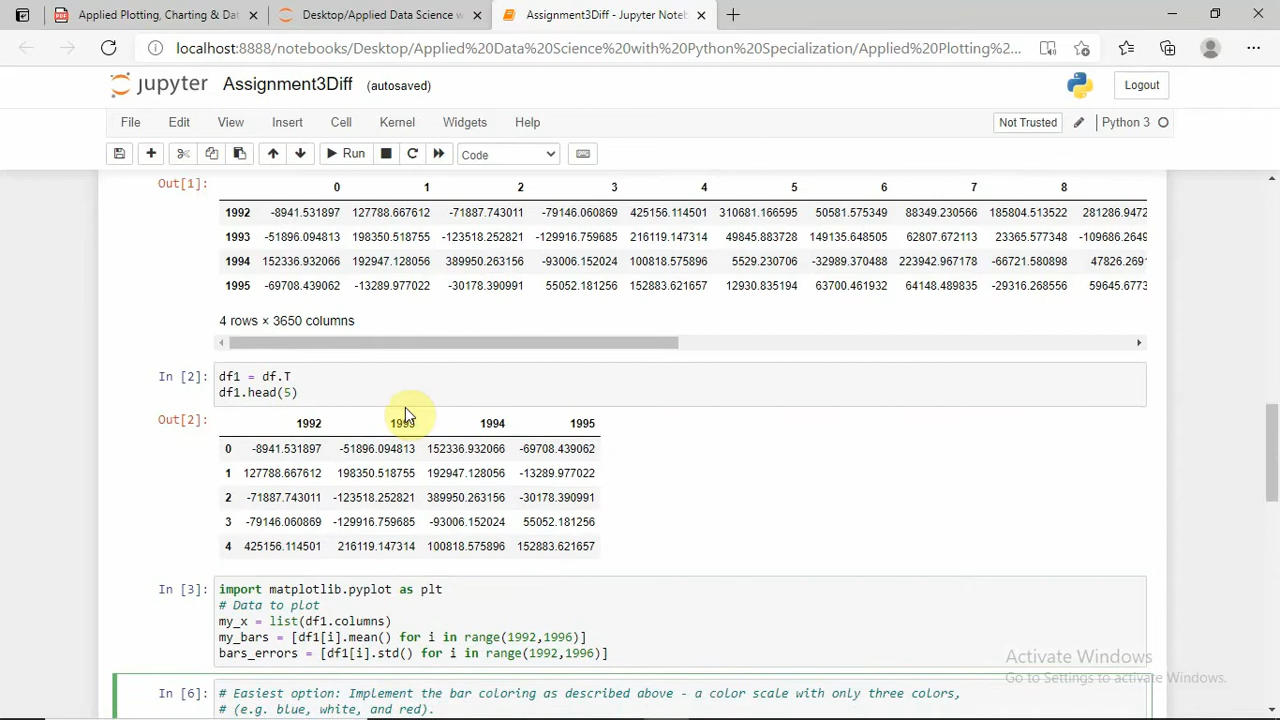 Applied Plotting, Charting & Da
Desktop/Applied Data Science w
Assignment3Diff - Jupyter Noteb
localhost:8888/notebooks/Desktop/Applied%20Data%20Science%20with%20Python%20Specialization/Applied%20Plotting%2...
jupyter Assignment3Diff (autosaved) Logout
File Edit View Insert Cell Kernel Widgets Help Not Trusted Python 3
Run Code
Out[1]:
0 1 2 3 4 5 6 7 8
1992 -8941.531897 127788.667612 -71887.743011 -79146.060869 425156.114501 310681.166595 50581.575349 88349.230566 185804.513522 281286.9472
1993 -51896.094813 198350.518755 -123518.252821 -129916.759685 216119.147314 49845.883728 149135.648505 62807.672113 23365.577348 -109686.2649
1994 152336.932066 192947.128056 389950.263156 -93006.152024 100818.575896 5529.230706 -32989.370488 223942.967178 -66721.580898 47826.269
1995 -69708.439062 -13289.977022 -30178.390991 55052.181256 152883.621657 12930.835194 63700.461932 64148.489835 -29316.268556 59645.6773
4 rows × 3650 columns
In [2]: df1 = df.T
df1.head(5)
Out[2]:
1992 1993 1994 1995
0 -8941.531897 -51896.094813 152336.932066 -69708.439062
1 127788.667612 198350.518755 192947.128056 -13289.977022
2 -71887.743011 -123518.252821 389950.263156 -30178.390991
3 -79146.060869 -129916.759685 -93006.152024 55052.181256
4 425156.114501 216119.147314 100818.575896 152883.621657
In [3]: import matplotlib.pyplot as plt
# Data to plot
my_x = list(df1.columns)
my_bars = [df1[i].mean() for i in range(1992,1996)]
bars_errors = [df1[i].std() for i in range(1992,1996)]
Activate Windows
Go to Settings to activate Windows.
In [6]: # Easiest option: Implement the bar coloring as described above - a color scale with only three colors,
# (e.g. blue, white, and red).